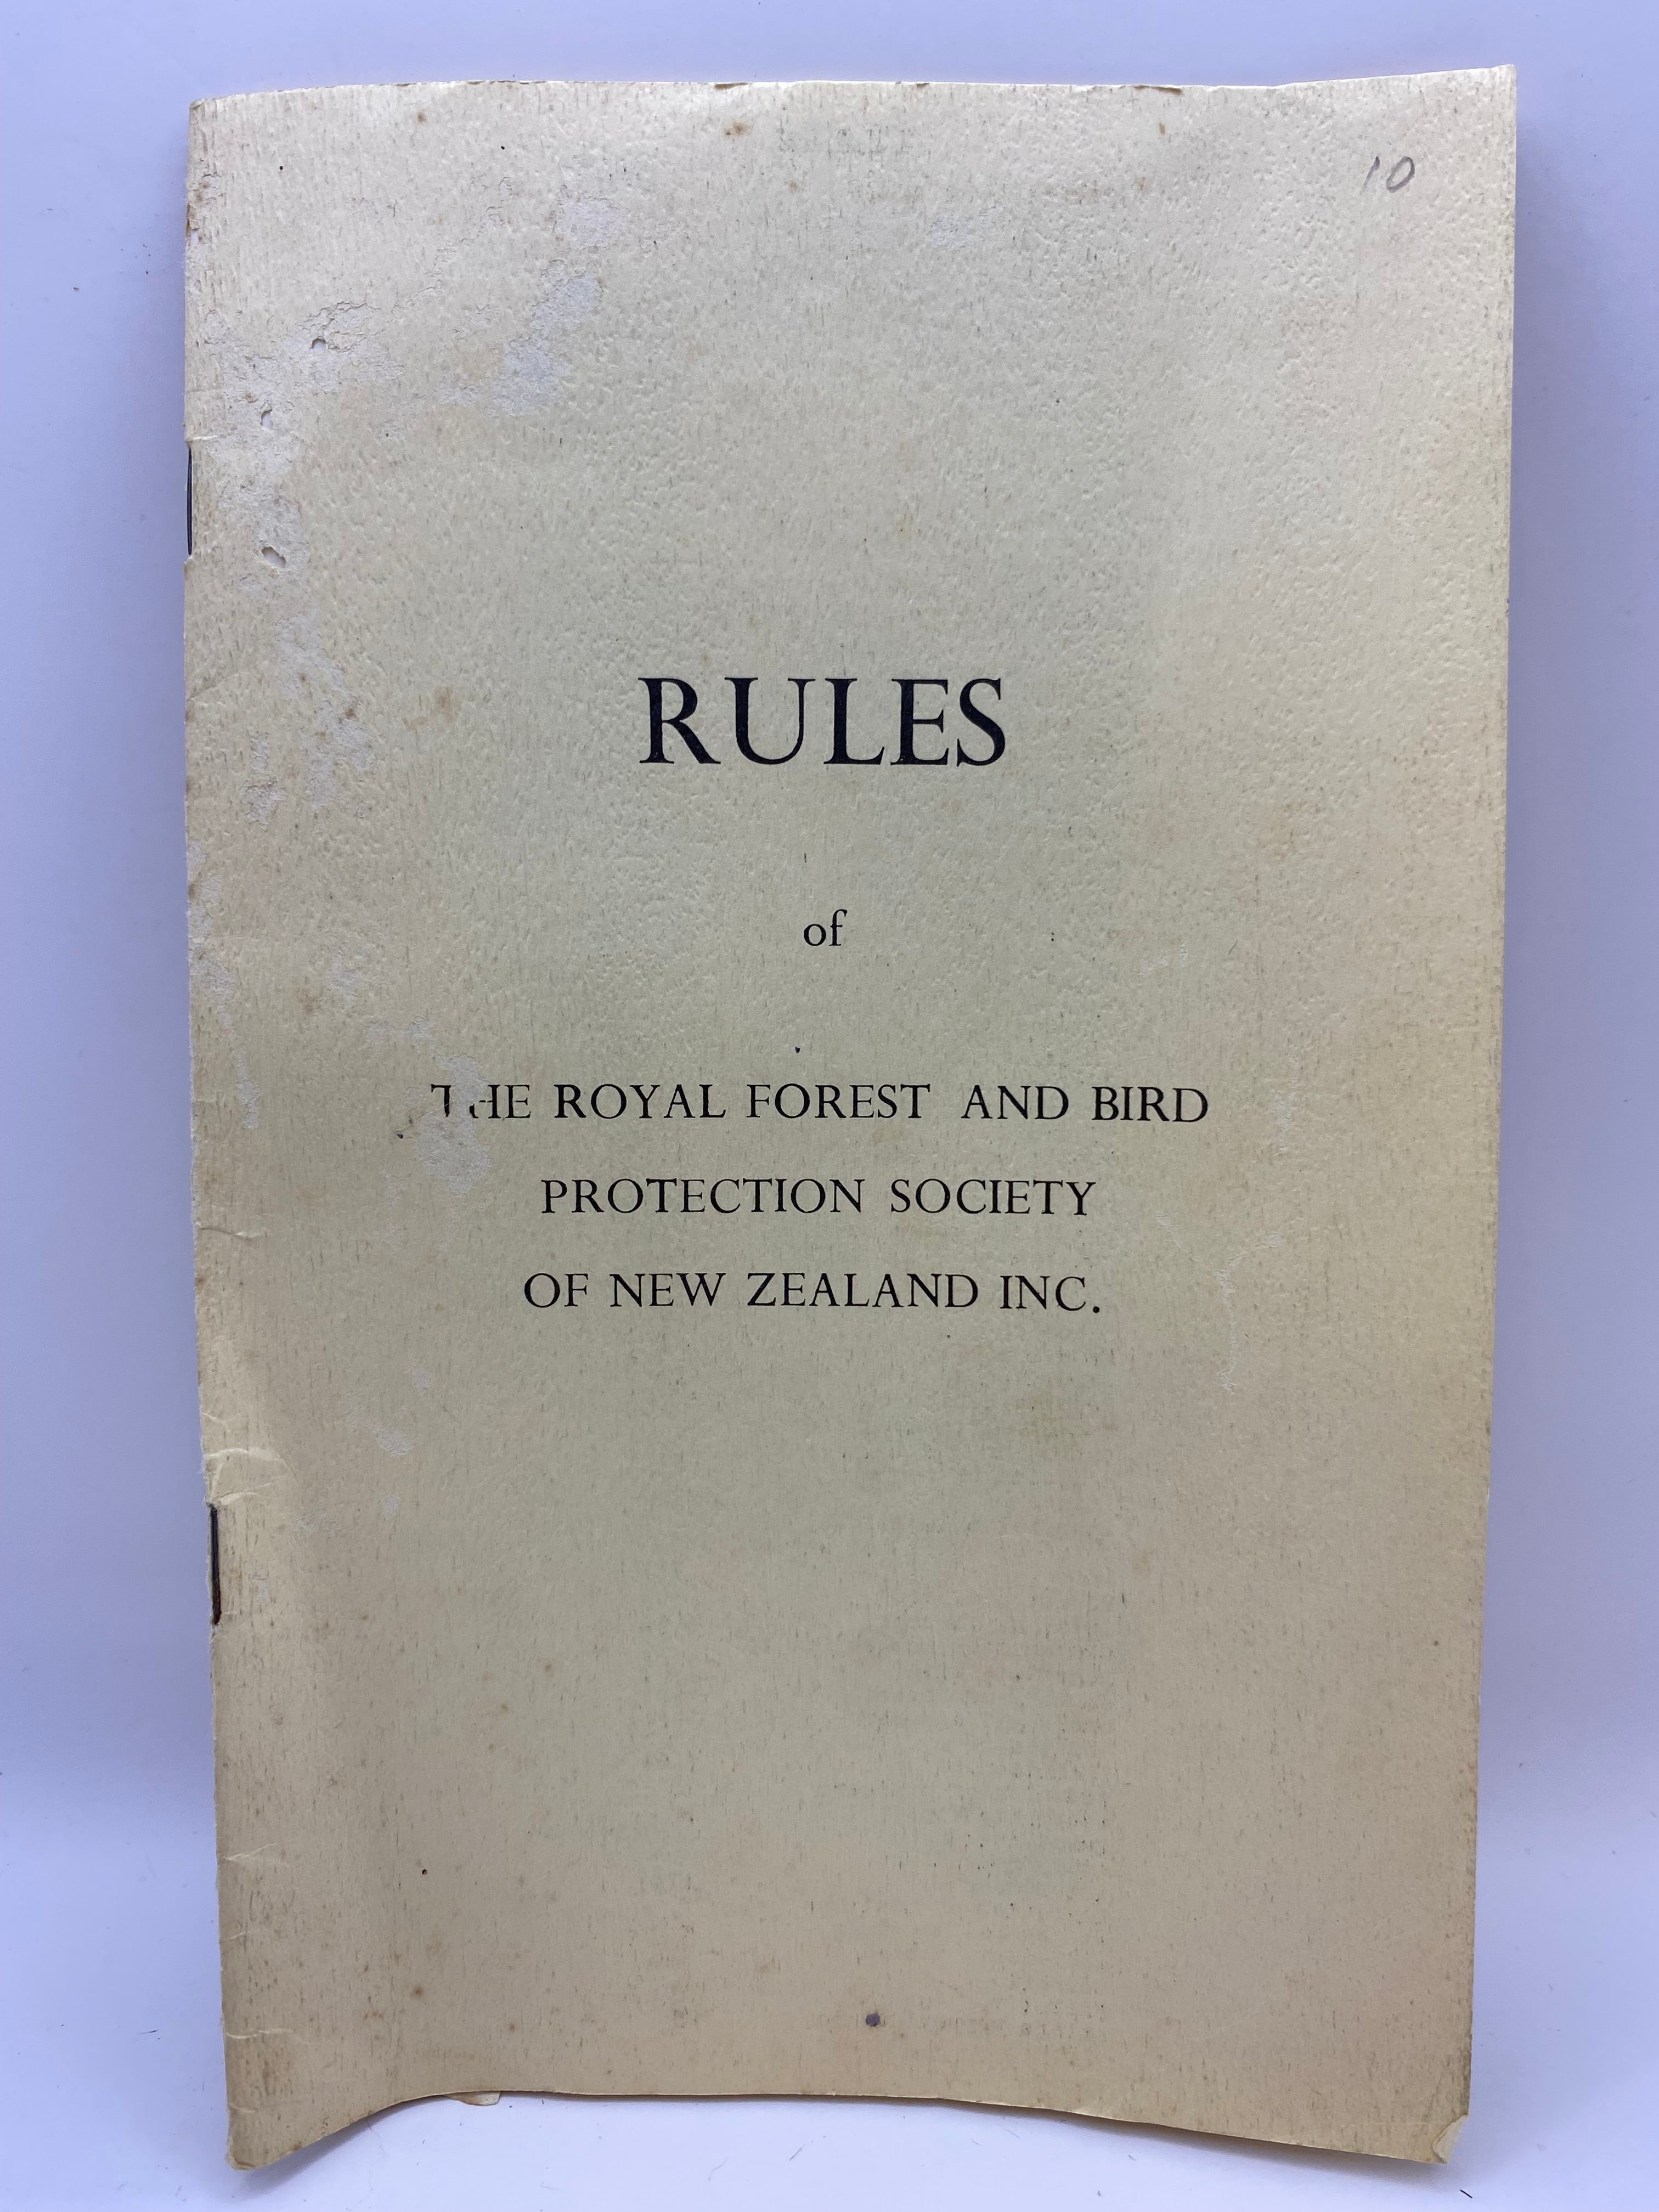 10
RULES
of
THE ROYAL FOREST AND BIRD
PROTECTION SOCIETY
OF NEW ZEALAND INC.